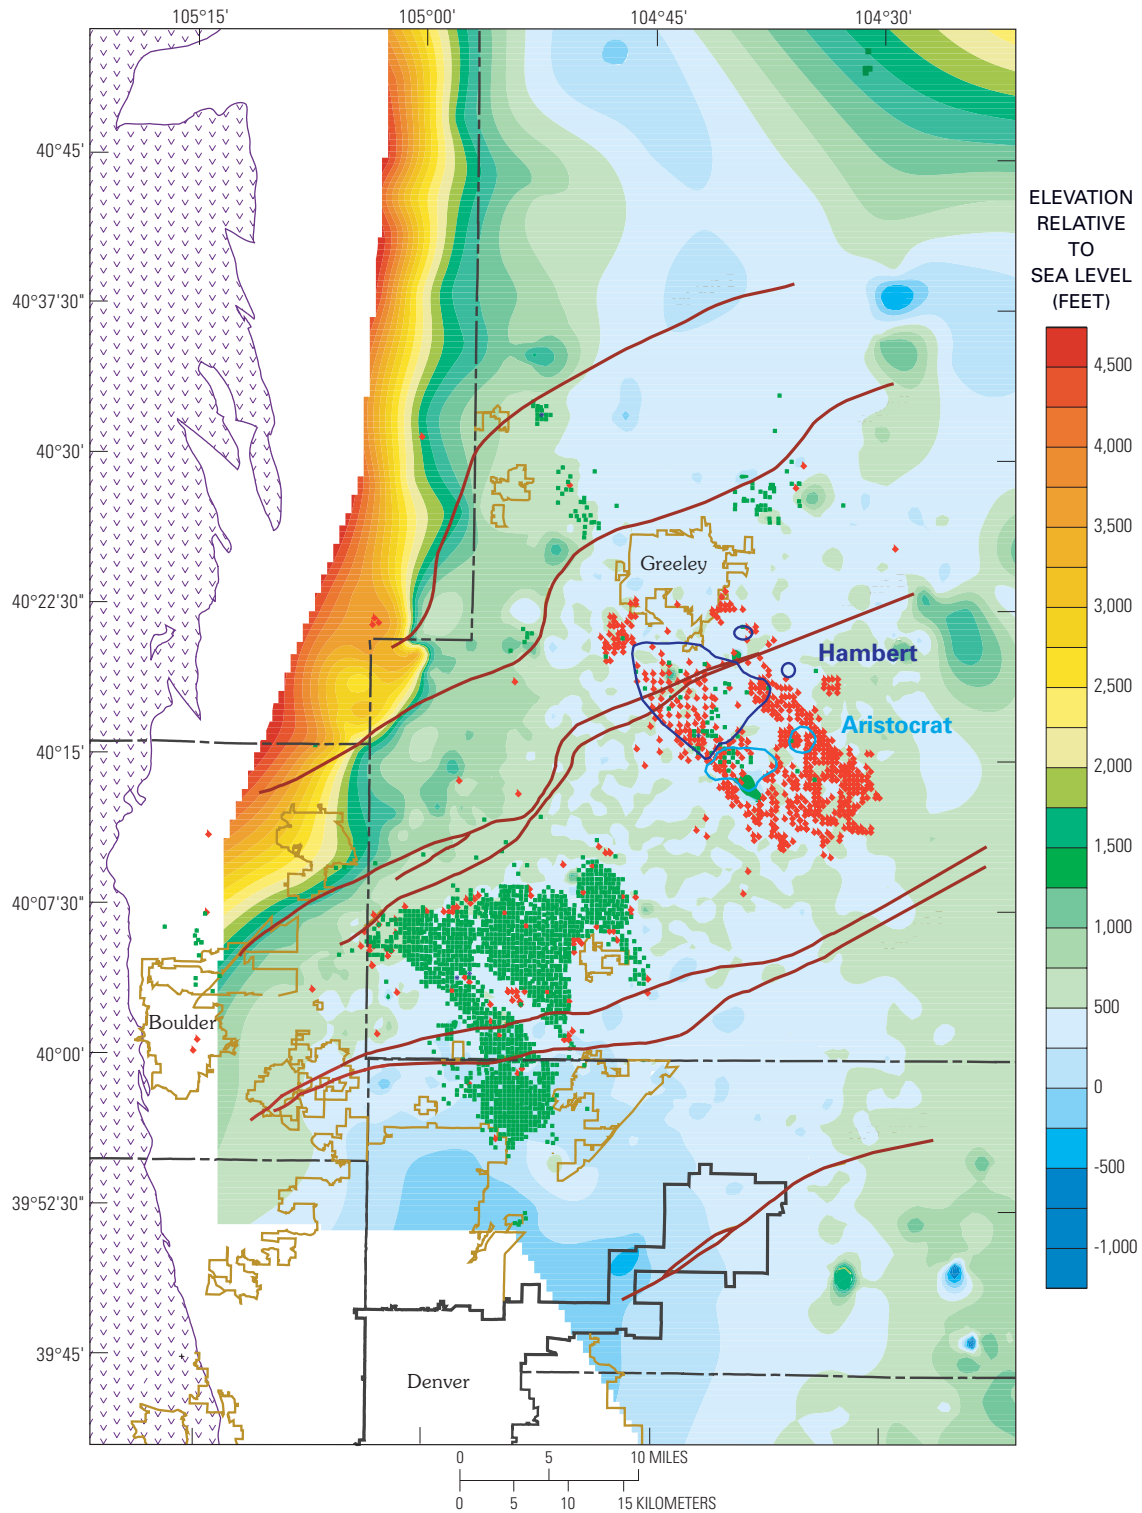 105°15'
105°00'
104°45'
104°30'
40°45'
40°37'30"
40°30'
40°22'30"
40°15'
40°07'30"
40°00'
39°52'30"
39°45'
Greeley
Hambert
Aristocrat
Boulder
Denver
ELEVATION
RELATIVE
TO
SEA LEVEL
(FEET)
4,500
4,000
3,500
3,000
2,500
2,000
1,500
1,000
500
0
-500
-1,000
0 5 10 MILES
0 5 10 15 KILOMETERS